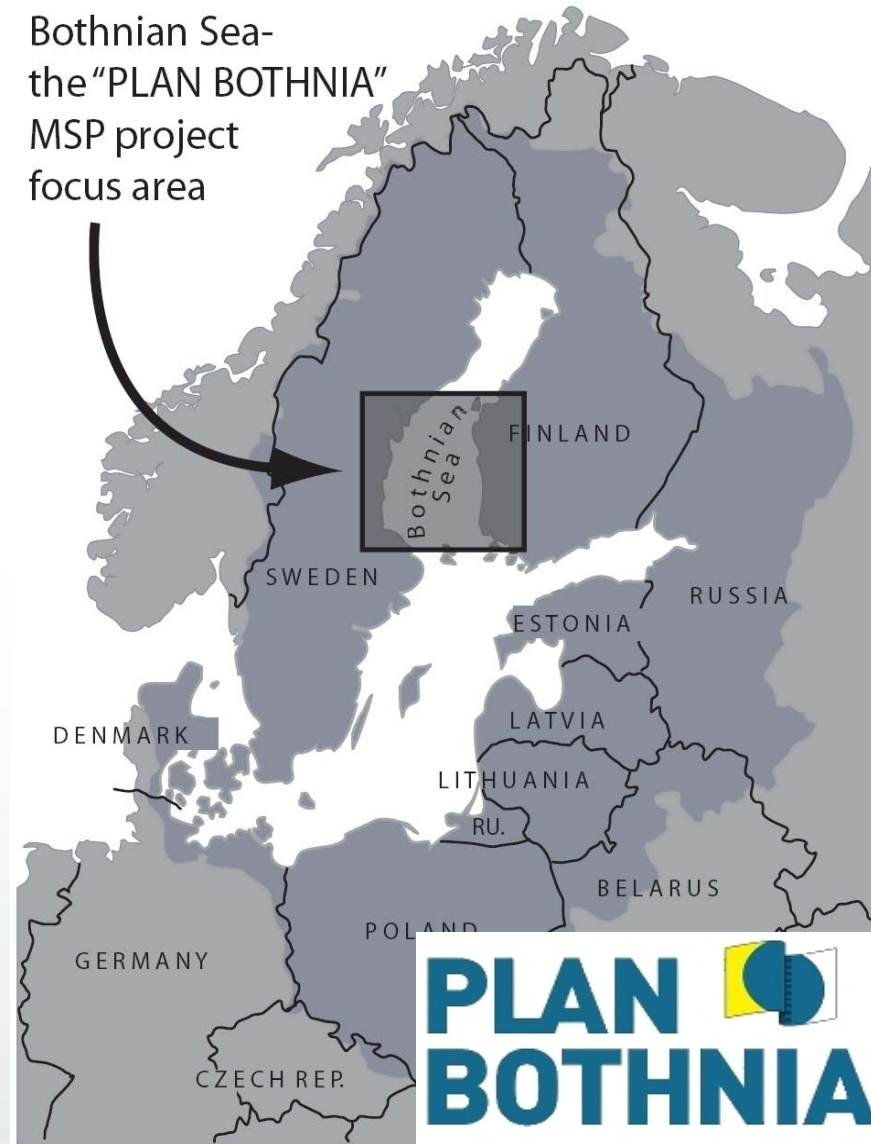 Bothnian Sea-
the “PLAN BOTHNIA”
MSP project
focus area
FINLAND
Bothnian
Sea
SWEDEN
RUSSIA
ESTONIA
DENMARK
LATVIA
LITHUANIA
RU.
BELARUS
POLAND
GERMANY
CZECH REP.
PLAN
BOTHNIA